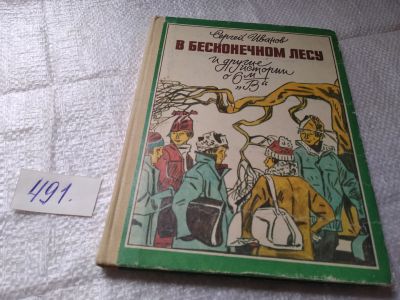 Сергей Иванов
В БЕСКОНЕЧНОМ ЛЕСУ
и другие
истории
о 6-м
„В"
491.